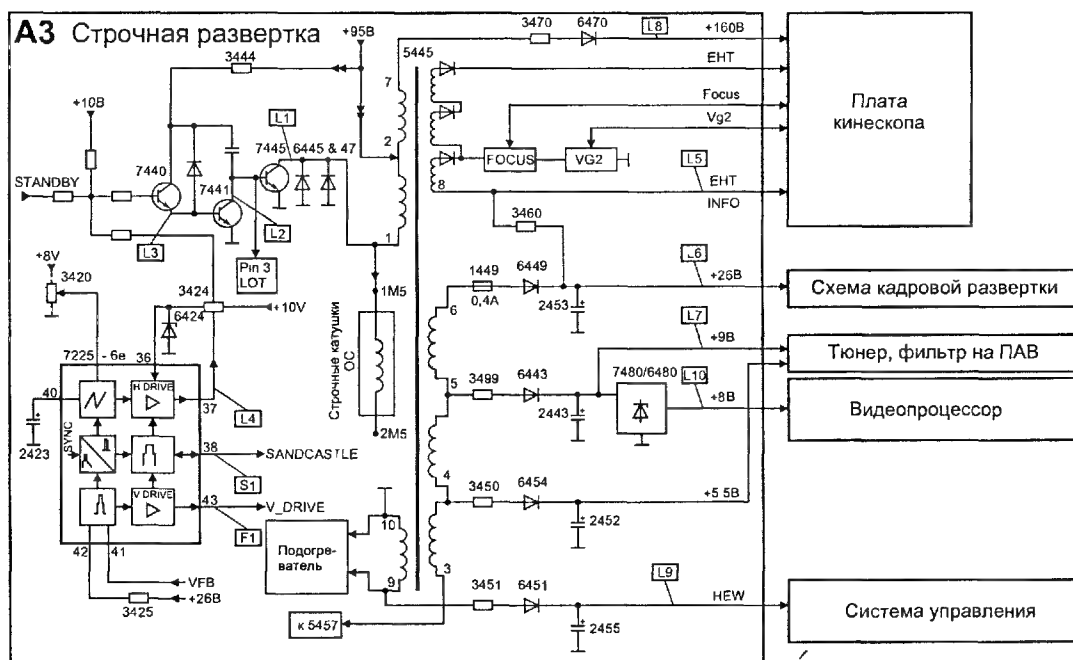 А3 Строчная развертка
+95В
3470
6470
L8
+160В
3444
5445
EHT
7
+10В
Focus
L1
Vg2
Плата
кинескопа
2
7440
7445
6445 & 47
FOCUS
VG2
L5
STANDBY
7441
8
EHT
INFO
L3
L2
1
3460
Pin 3
LOT
+8V
3420
3424
6424
+10V
1М5
1449
0,4А
6449
L6
+26В
2453
Схема кадровой развертки
6
7225 - 6в
36
L7
+9В
Тюнер, фильтр на ПАВ
Строчные катушки
ОС
40
H DRIVE
37
5
3499
6443
7480/6480
L10
+8В
Видеопроцессор
L4
2443
2423
SYNC
38
SANDCASTLE
2М5
S1
4
3450
6454
+5 5В
V DRIVE
43
V_DRIVE
F1
10
2452
42
41
Подогре-
ватель
VFB
+26В
3425
9
3
3451
6451
L9
HEW
Система управления
к 5457
2455